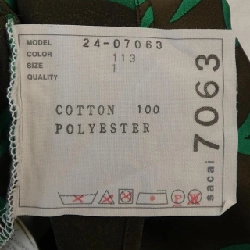 MODEL 24-07063
COLOR 113
SIZE 1
QUALITY
COTTON 100
POLYESTER
sacai 7063